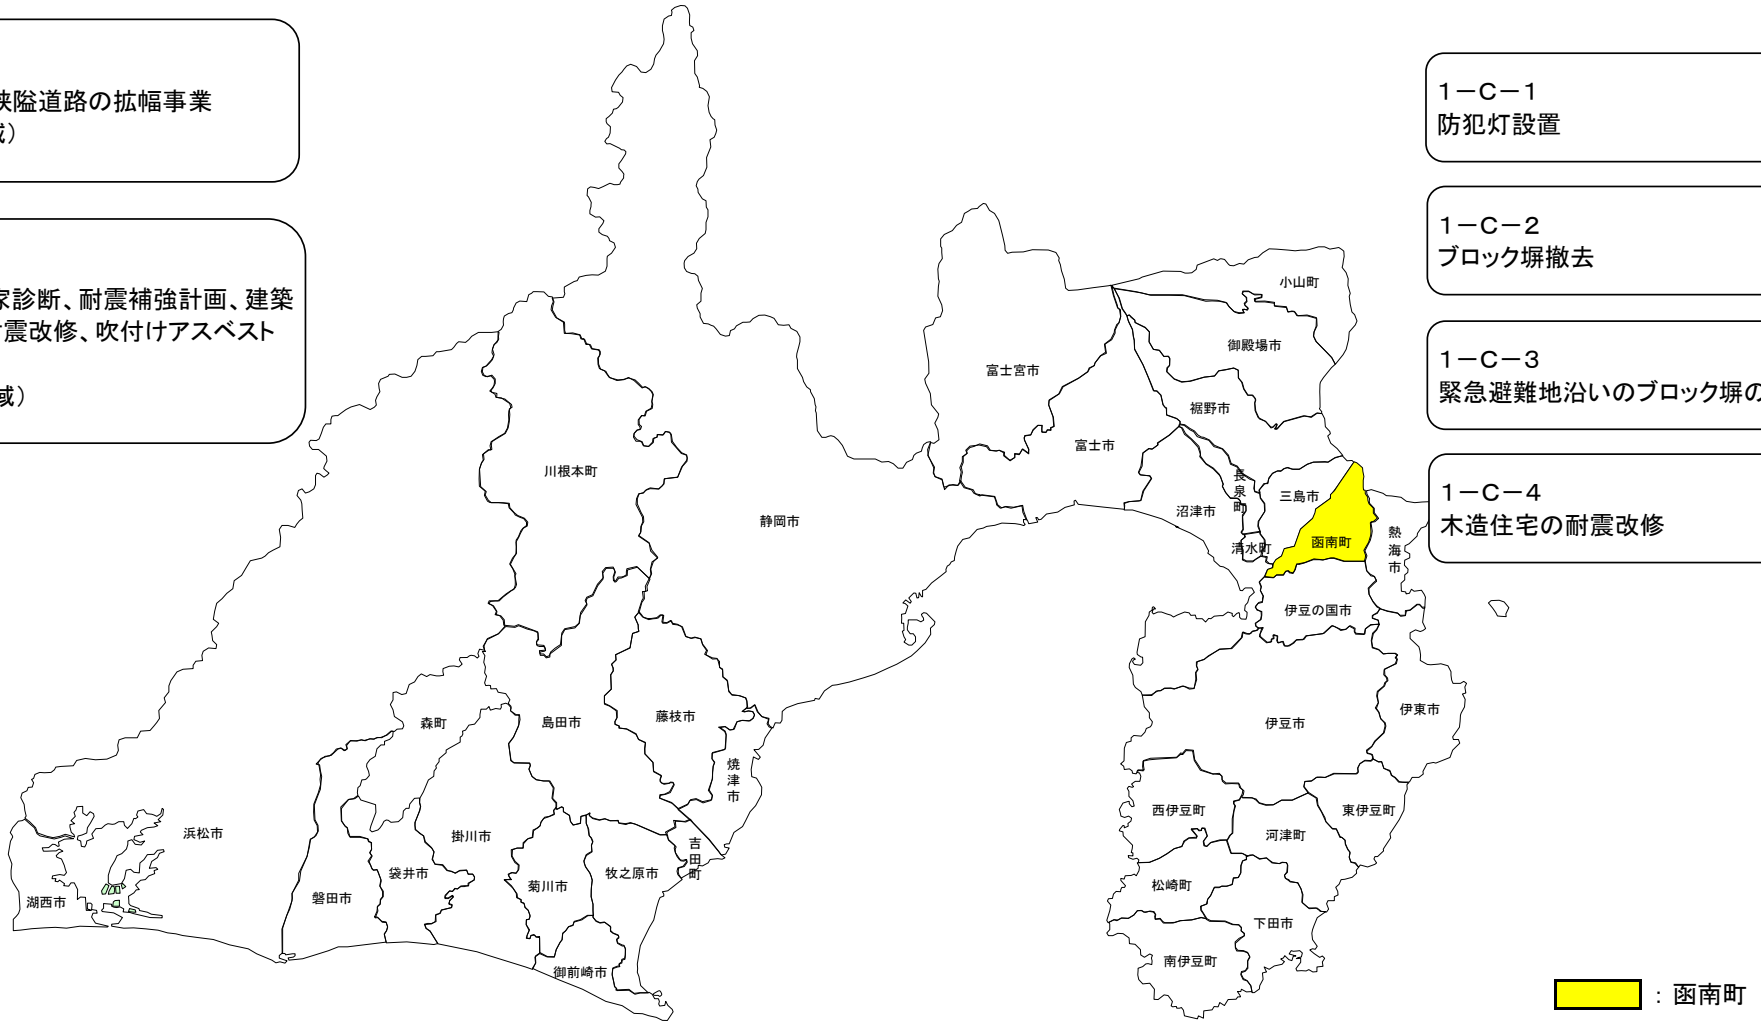 狭隘道路の拡幅事業
域）
家診断、耐震補強計画、建築
耐震改修、吹付けアスベスト
域）
1－C－1
防犯灯設置
1－C－2
ブロック塀撤去
1－C－3
緊急避難地沿いのブロック塀の
1－C－4
木造住宅の耐震改修
小山町
御殿場市
富士宮市
裾野市
富士市
川根本町
長泉町
三島市
沼津市
静岡市
函南町
熱海市
清水町
伊豆の国市
藤枝市
島田市
森町
伊豆市
伊東市
焼津市
西伊豆町
東伊豆町
河津町
浜松市
掛川市
吉田町
袋井市
牧之原市
菊川市
松崎町
磐田市
湖西市
下田市
南伊豆町
御前崎市
：函南町